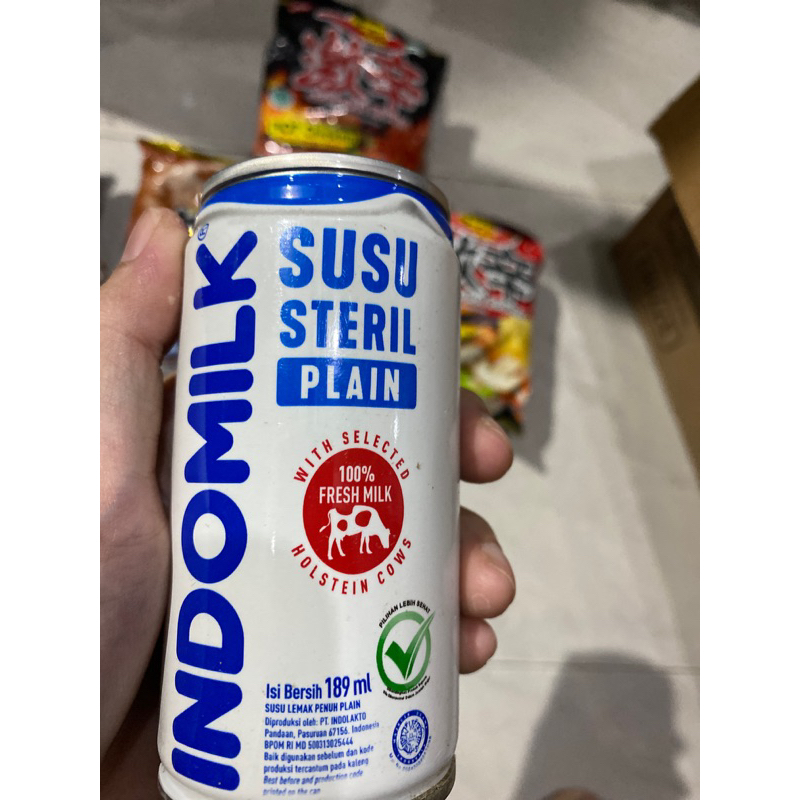 INDOMILK®
SUSU
STERIL
PLAIN
WITH SELECTED
100%
FRESH MILK
HOLSTEIN COWS
PILIHAN LEBIH SEHAT
Isi Bersih 189 ml
SUSU LEMAK PENUH PLAIN
Diproduksi oleh: PT. INDOLAKTO
Pandaan, Pasuruan 67156. Indonesia
BPOM RI MD 500313025444
Baik digunakan sebelum dan kode
produksi tercantum pada kaleng
Best before and production code
printed on the can